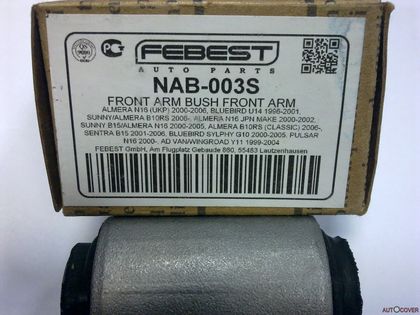 FEBEST
AUTO PARTS
NAB-003S
FRONT ARM BUSH FRONT ARM
ALMERA N16 (UKP) 2000-2006, BLUEBIRD U14 1996-2001,
SUNNY/ALMERA B10RS 2006-, ALMERA N16 JPN MAKE 2000-2002,
SUNNY B15/ALMERA N16 2000-2005, ALMERA B10RS (CLASSIC) 2006-,
SENTRA B15 2001-2006, BLUEBIRD SYLPHY G10 2000-2005, PULSAR
N16 2000-, AD VAN/WINGROAD Y11 1999-2004
FEBEST GmbH, Am Flugplatz Gebaude 860, 55483 Lautzenhausen
AUTOCOVER